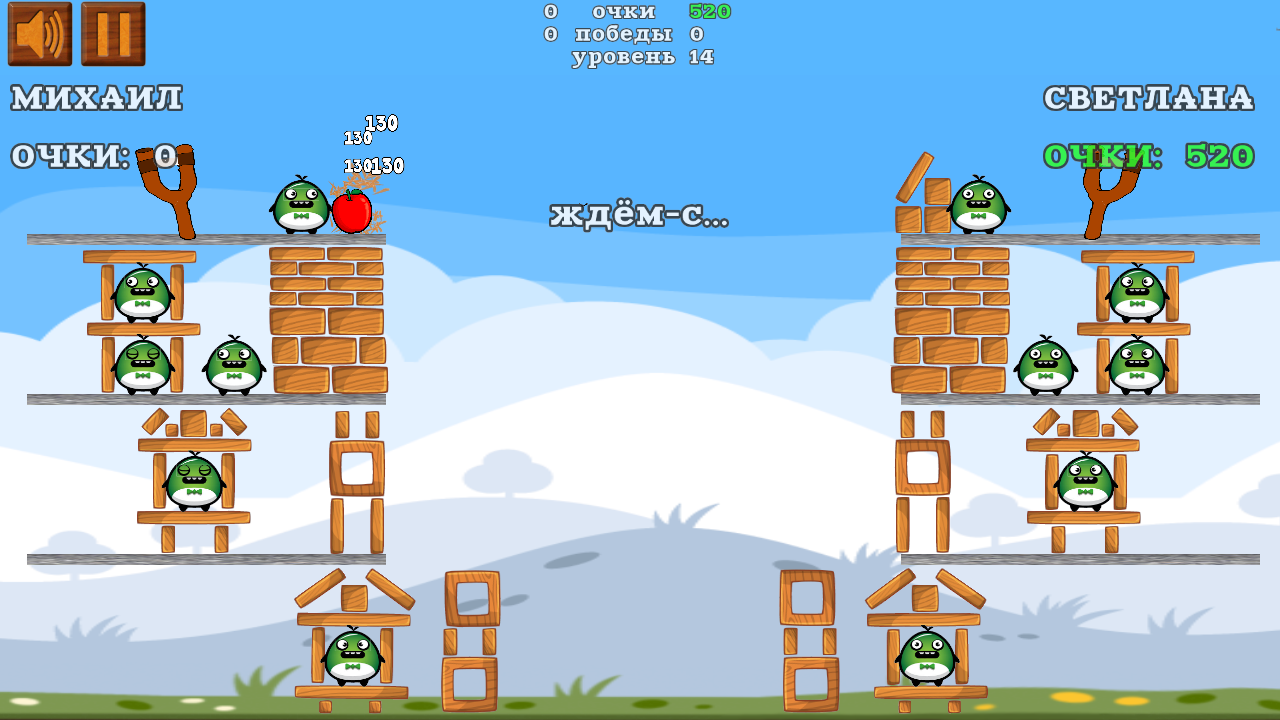 0 очки 520
0 победы 0
уровень 14
МИХАИЛ
СВЕТЛАНА
ОЧКИ: 0
ОЧКИ: 520
130
130
130 130
ждём-с...